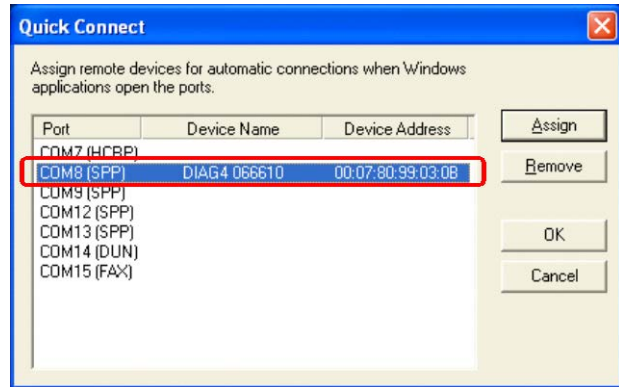 Quick Connect
Assign remote devices for automatic connections when Windows
applications open the ports.
Port Device Name Device Address
COM7 (HCRP)
COM8 (SPP) DIAG4 066610 00:07:80:99:03:0B
COM9 (SPP)
COM12 (SPP)
COM13 (SPP)
COM14 (DUN)
COM15 (FAX)
Assign
Remove
OK
Cancel